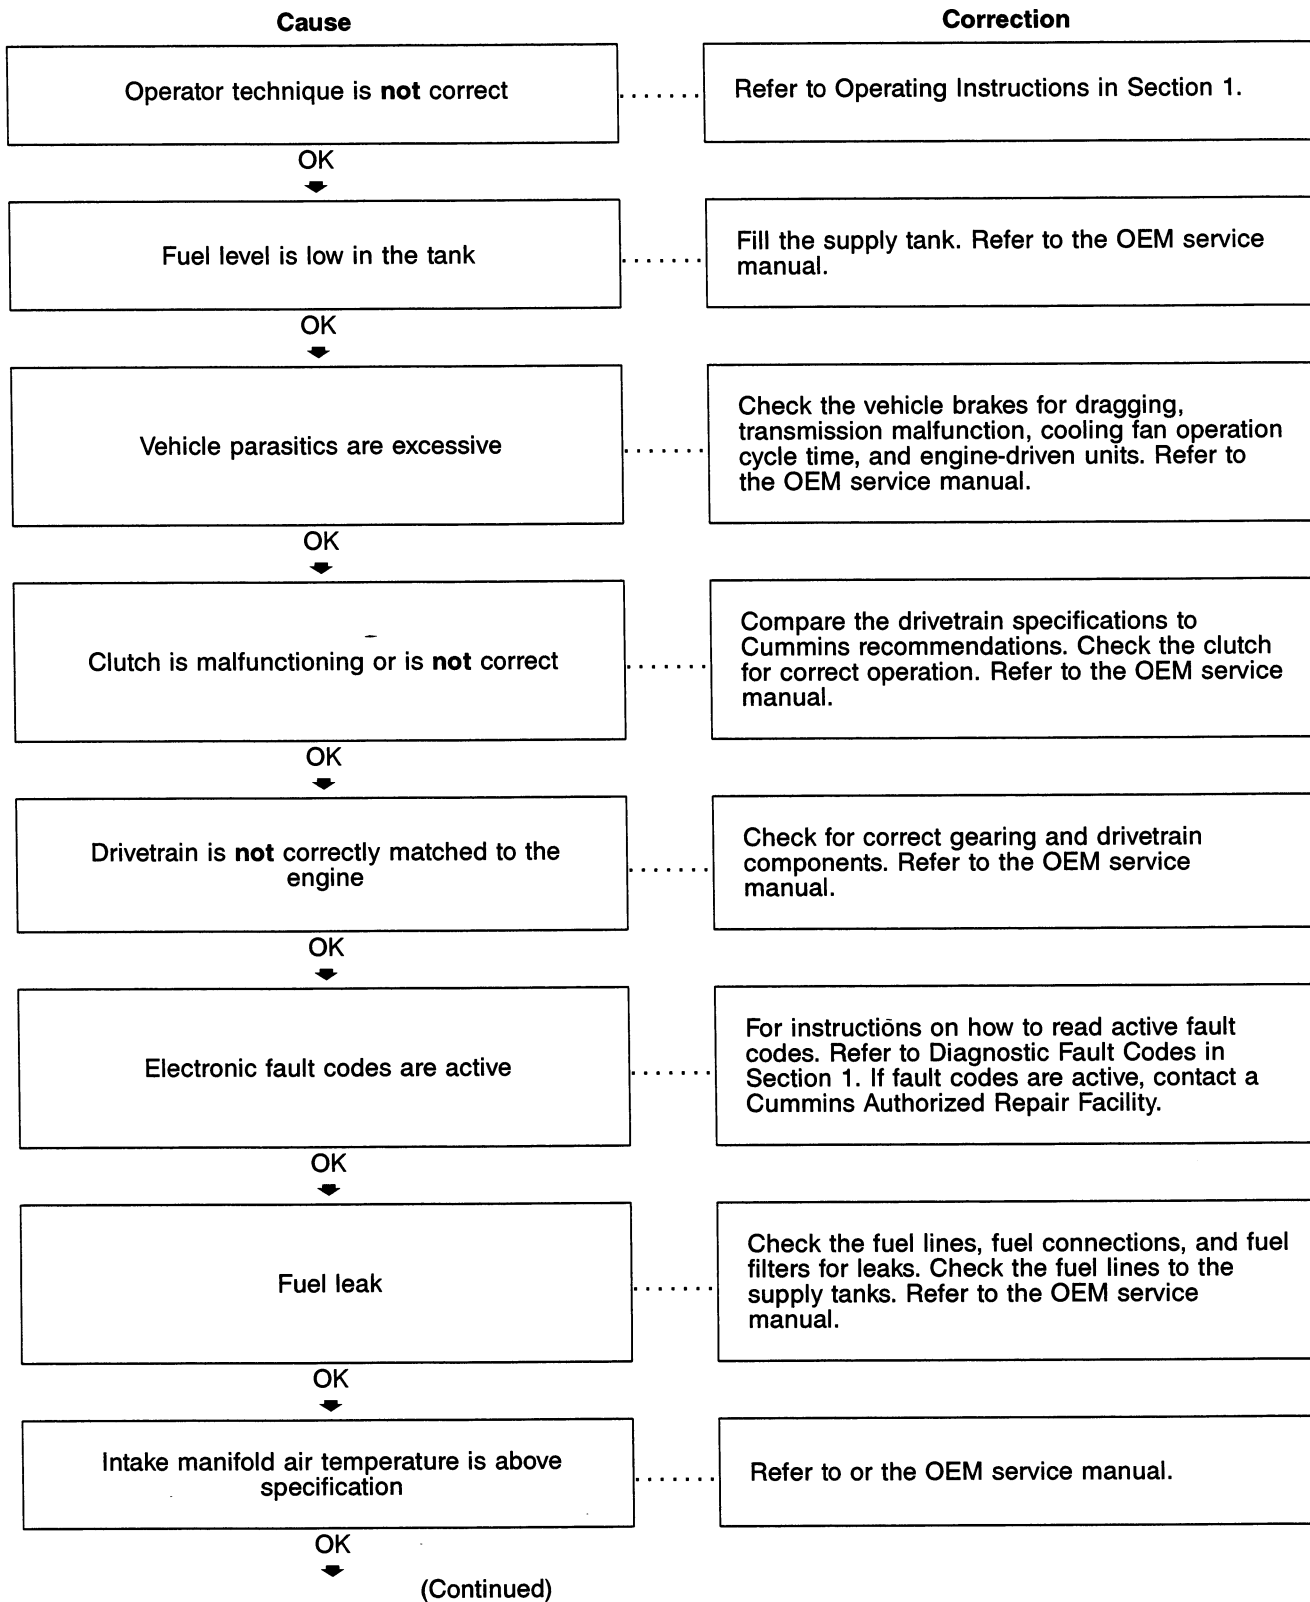 Cause
Correction
Operator technique is not correct
.......
Refer to Operating Instructions in Section 1.
OK
Fuel level is low in the tank
.......
Fill the supply tank. Refer to the OEM service
manual.
OK
Vehicle parasitics are excessive
.......
Check the vehicle brakes for dragging,
transmission malfunction, cooling fan operation
cycle time, and engine-driven units. Refer to
the OEM service manual.
OK
Clutch is malfunctioning or is not correct
.......
Compare the drivetrain specifications to
Cummins recommendations. Check the clutch
for correct operation. Refer to the OEM service
manual.
OK
Drivetrain is not correctly matched to the
engine
.......
Check for correct gearing and drivetrain
components. Refer to the OEM service
manual.
OK
Electronic fault codes are active
.......
For instructions on how to read active fault
codes. Refer to Diagnostic Fault Codes in
Section 1. If fault codes are active, contact a
Cummins Authorized Repair Facility.
OK
Fuel leak
.......
Check the fuel lines, fuel connections, and fuel
filters for leaks. Check the fuel lines to the
supply tanks. Refer to the OEM service
manual.
OK
Intake manifold air temperature is above
specification
.......
Refer to or the OEM service manual.
OK
(Continued)